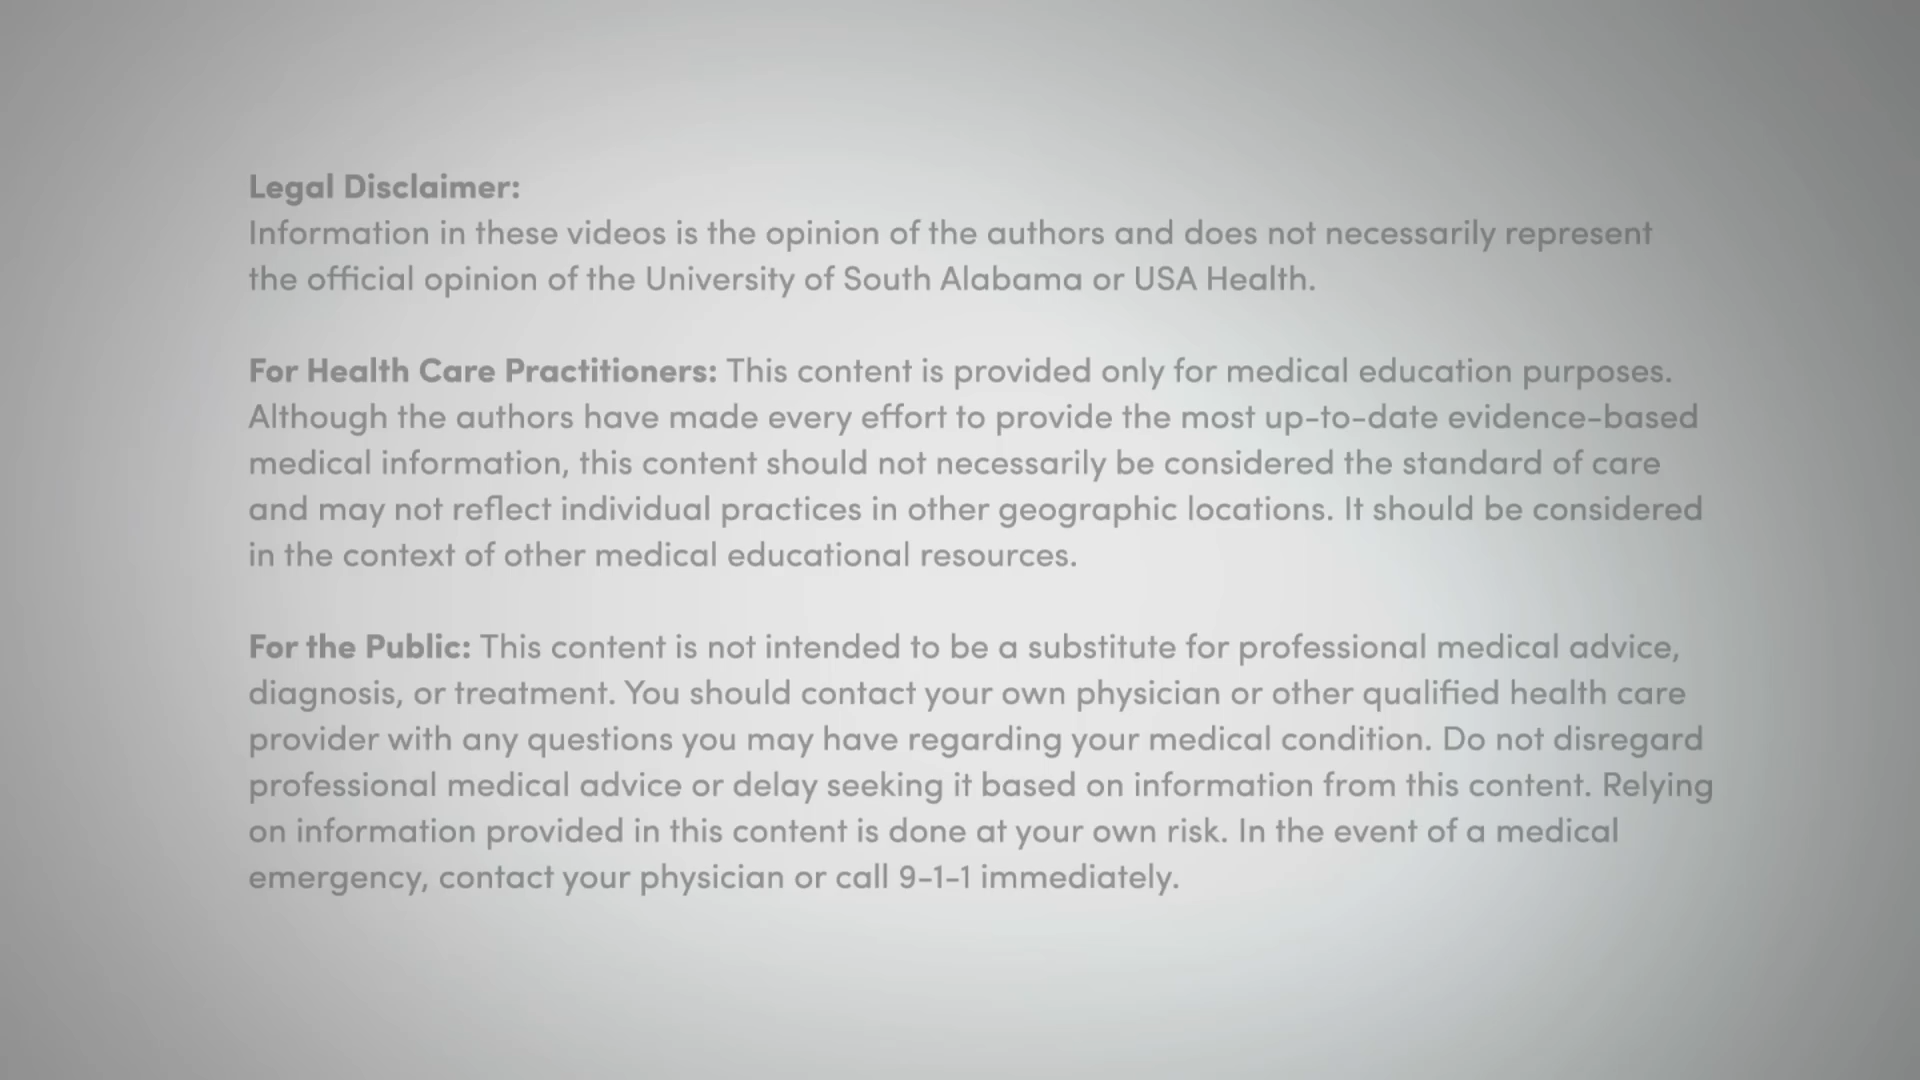 Legal Disclaimer:
Information in these videos is the opinion of the authors and does not necessarily represent
the official opinion of the University of South Alabama or USA Health.
For Health Care Practitioners: This content is provided only for medical education purposes.
Although the authors have made every effort to provide the most up-to-date evidence-based
medical information, this content should not necessarily be considered the standard of care
and may not reflect individual practices in other geographic locations. It should be considered
in the context of other medical educational resources.
For the Public: This content is not intended to be a substitute for professional medical advice,
diagnosis, or treatment. You should contact your own physician or other qualified health care
provider with any questions you may have regarding your medical condition. Do not disregard
professional medical advice or delay seeking it based on information from this content. Relying
on information provided in this content is done at your own risk. In the event of a medical
emergency, contact your physician or call 9-1-1 immediately.